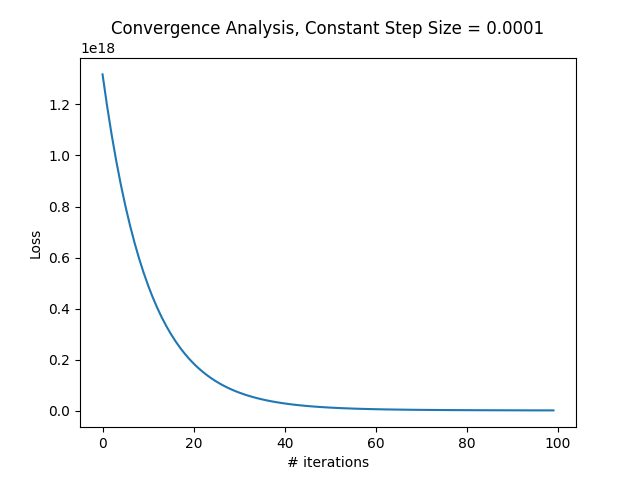 Convergence Analysis, Constant Step Size = 0.0001
1e18
1.2
1.0
0.8
0.6
0.4
0.2
0.0
Loss
0 20 40 60 80 100
# iterations